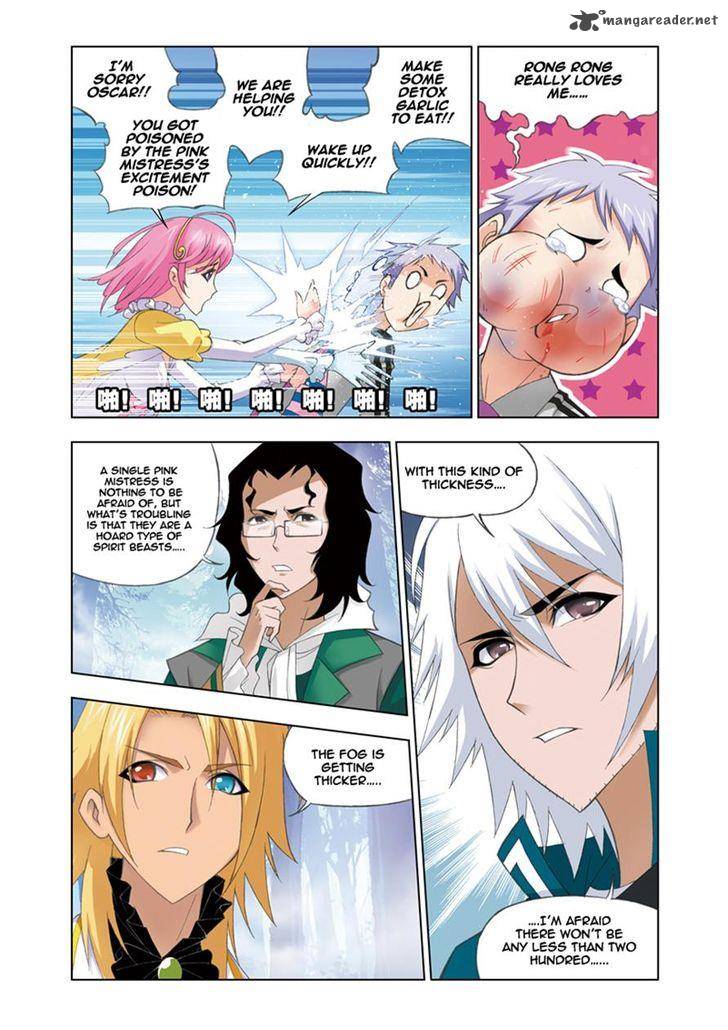 mangareader.net
I'M
SORRY
OSCAR!!
WE ARE
HELPING
YOU!!
MAKE
SOME
DETOX
GARLIC
TO EAT!!
YOU GOT
POISONED
BY THE PINK
MISTRESS'S
EXCITEMENT
POISON!
WAKE UP
QUICKLY!!
啪! 啪! 啪! 啪! 啪! 啪! 啪!
RONG RONG
REALLY LOVES
ME......
A SINGLE PINK
MISTRESS IS
NOTHING TO BE
AFRAID OF, BUT
WHAT'S TROUBLING
IS THAT THEY ARE A
HOARD TYPE OF
SPIRIT BEASTS.....
WITH THIS KIND OF
THICKNESS....
THE FOG IS
GETTING
THICKER.....
....I'M AFRAID
THERE WON'T BE
ANY LESS THAN TWO
HUNDRED......